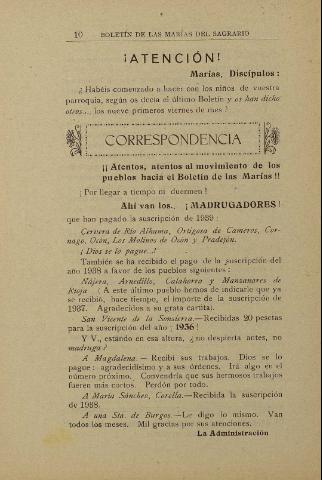 10 BOLETÍN DE LAS MARÍAS DEL SAGRARIO
¡ATENCIÓN!
Marías, Discípulos:
¿Habéis comenzado a hacer con los niños de vuestra
parroquia, según os decía el último Boletín y os han dicho
otras... los nueve primeros viernes de mes?
CORRESPONDENCIA
¡¡Atentos, atentos al movimiento de los
pueblos hacia el Boletín de las Marías!!
¡Por llegar a tiempo ni duermen!
Ahí van los.. ¡MADRUGADORES!
que han pagado la suscripción de 1939:
Cervera de Río Alhama, Ortigosa de Cameros, Cor-
nago, Ocón, Los Molinos de Ocón y Pradejón.
¡Dios se lo pague..!
También se ha recibido el pago de la suscripción del
año 1938 a favor de los pueblos siguientes:
Nájera, Arnedillo, Calahorra y Manzanares de
Rioja (A este último pueblo hemos de indicarle que ya
se recibió, hace tiempo, el importe de la suscripción de
1937. Agradecidos a su grata cartita).
San Vicente de la Sonsierra.—Recibidas 20 pesetas
para la suscripción del año ¡1936!
Y V., estando en esa altura, ¿no despierta antes, no
madruga?
A Magdalena.— Recibí sus trabajos. Dios se lo
pague: agradecidísimo y a sus órdenes. Irá algo en el
número próximo. Convendría que sus hermosos trabajos
fueren más cortos. Perdón por todo.
A María Sánchez, Corella.—Recibida la suscripción
de 1938.
A una Sta. de Burgos.—Le digo lo mismo. Van
todos los meses. Mil gracias por sus atenciones.
La Administración